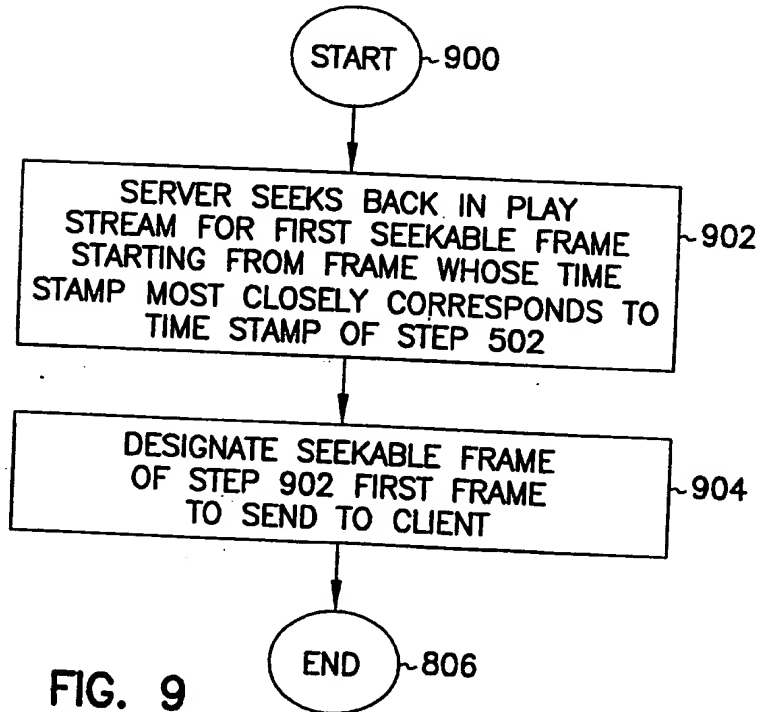 START
~900
SERVER SEEKS BACK IN PLAY
STREAM FOR FIRST SEEKABLE FRAME
STARTING FROM FRAME WHOSE TIME
STAMP MOST CLOSELY CORRESPONDS TO
TIME STAMP OF STEP 502
~902
DESIGNATE SEEKABLE FRAME
OF STEP 902 FIRST FRAME
TO SEND TO CLIENT
~904
END
~806
FIG. 9